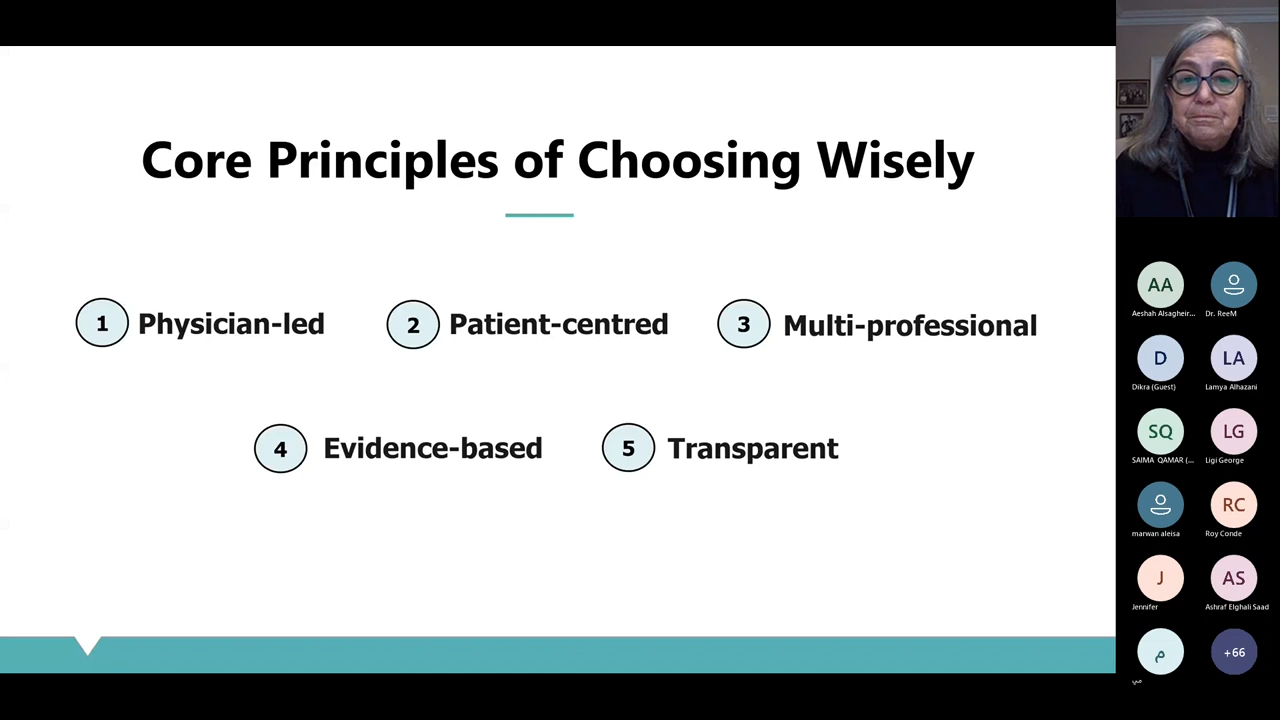 Core Principles of Choosing Wisely
1 Physician-led
2 Patient-centred
3 Multi-professional
4 Evidence-based
5 Transparent
AA
Aeshah Alsagheir...
Dr. ReeM
D
Dikra (Guest)
LA
Lamya Alhazani
SQ
SAIMA QAMAR (...
LG
Ligi George
marwan aleisa
RC
Roy Conde
J
Jennifer
AS
Ashraf Elghali Saad
م
مي
+66